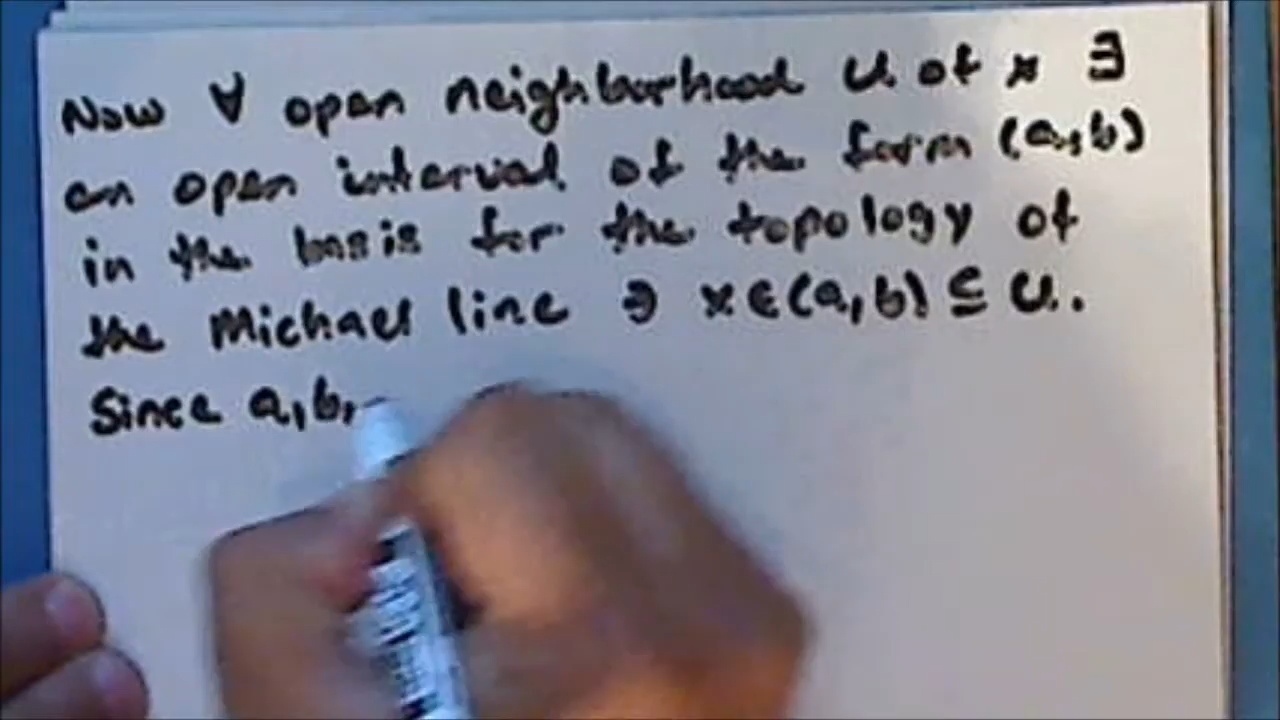 Now ∀ open neighborhood U of x ∃
an open interval of the form (a,b)
in the basis for the topology of
the Michael line ∋ x∈(a,b) ⊆ U.
Since a,b,